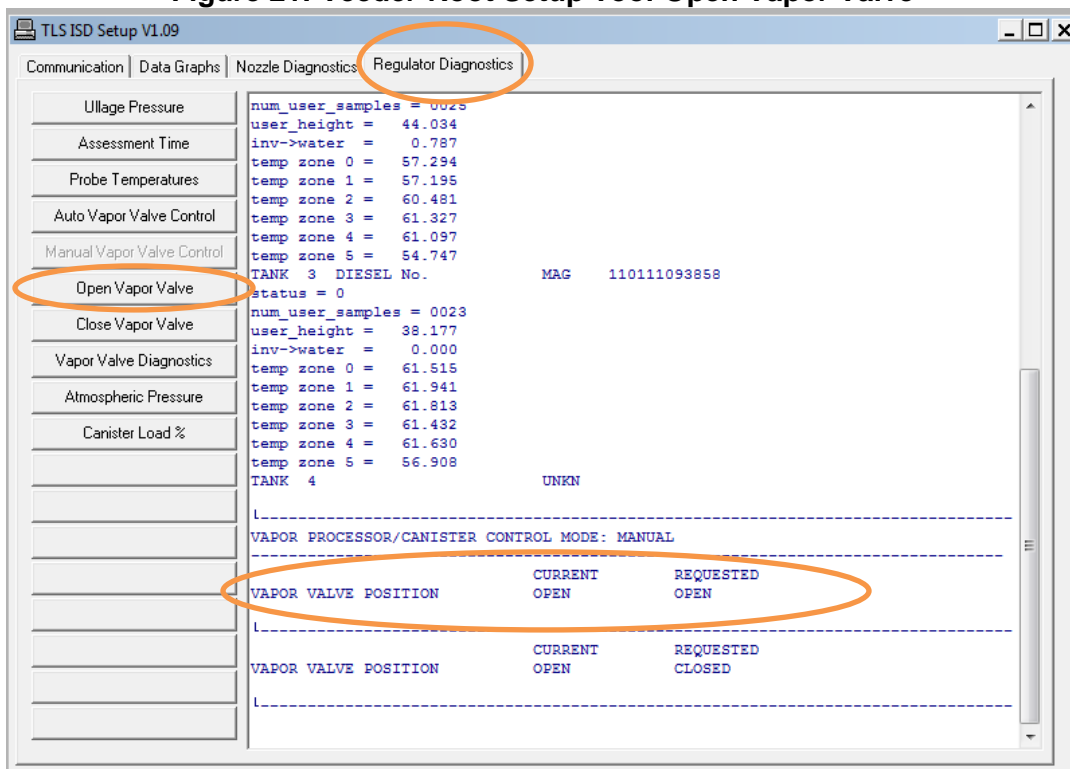 TLS ISD Setup V1.09
Communication Data Graphs Nozzle Diagnostics Regulator Diagnostics
Ullage Pressure
Assessment Time
Probe Temperatures
Auto Vapor Valve Control
Manual Vapor Valve Control
Open Vapor Valve
Close Vapor Valve
Vapor Valve Diagnostics
Atmospheric Pressure
Canister Load %
num_user_samples = 0025
user_height = 44.034
inv->water = 0.787
temp zone 0 = 57.294
temp zone 1 = 57.195
temp zone 2 = 60.481
temp zone 3 = 61.327
temp zone 4 = 61.097
temp zone 5 = 54.747
TANK 3 DIESEL No. MAG 110111093858
status = 0
num_user_samples = 0023
user_height = 38.177
inv->water = 0.000
temp zone 0 = 61.515
temp zone 1 = 61.941
temp zone 2 = 61.813
temp zone 3 = 61.432
temp zone 4 = 61.630
temp zone 5 = 56.908
TANK 4 UNKN
VAPOR PROCESSOR/CANISTER CONTROL MODE: MANUAL
CURRENT REQUESTED
VAPOR VALVE POSITION OPEN OPEN
CURRENT REQUESTED
VAPOR VALVE POSITION OPEN CLOSED